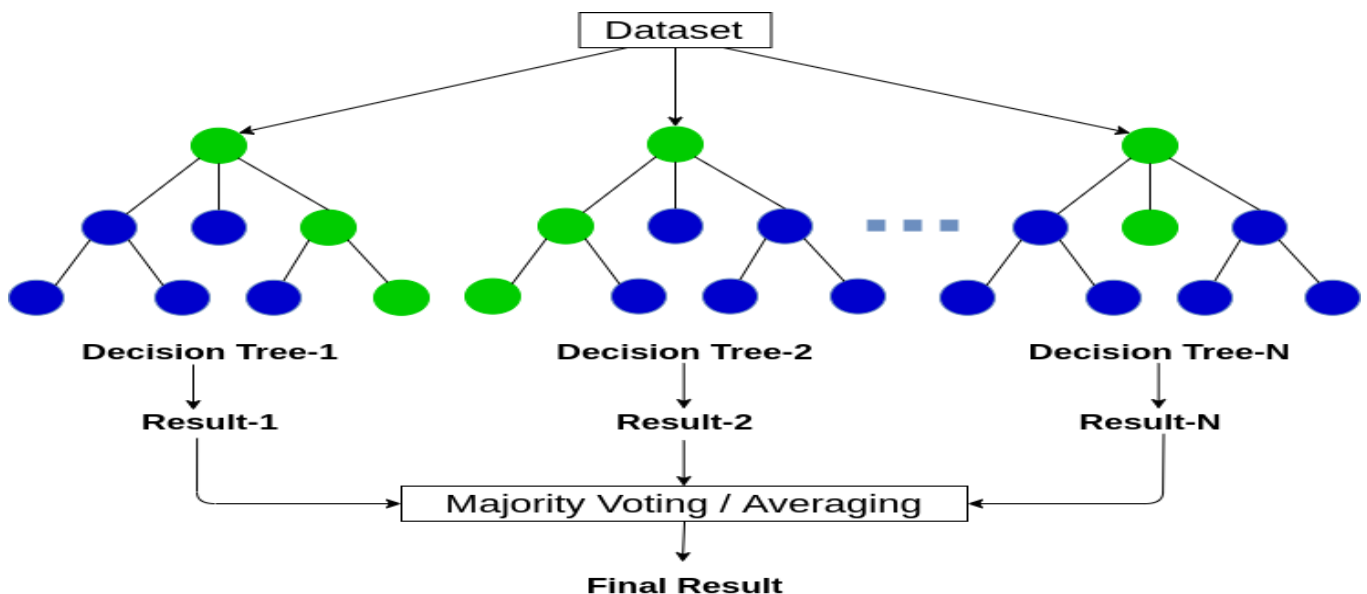 Dataset
Decision Tree-1
Decision Tree-2
Decision Tree-N
Result-1
Result-2
Result-N
Majority Voting / Averaging
Final Result